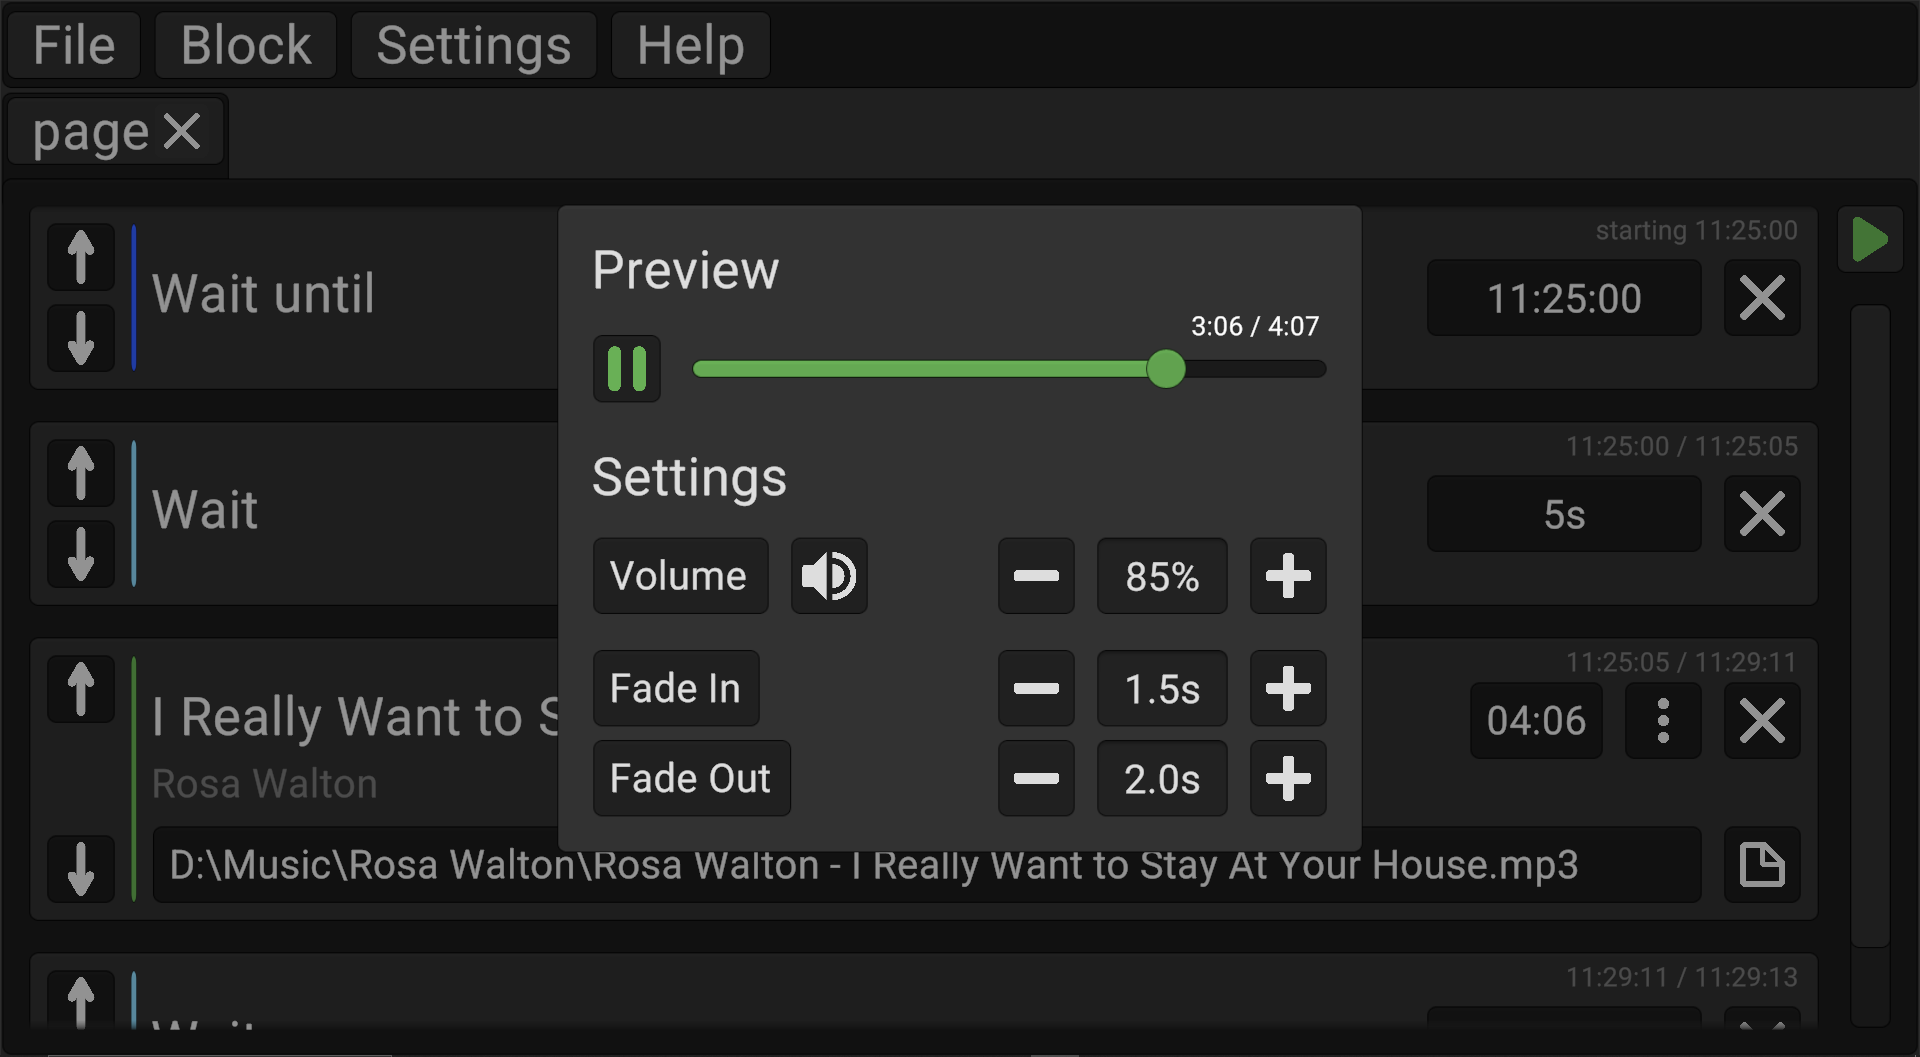 File Block Settings Help
page
starting 11:25:00
Wait until 11:25:00
Preview
3:06 / 4:07
11:25:00 / 11:25:05
Wait 5s
Settings
Volume 85%
Fade In 1.5s
Fade Out 2.0s
11:25:05 / 11:29:11
I Really Want to 04:06
Rosa Walton
D:\Music\Rosa Walton\Rosa Walton - I Really Want to Stay At Your House.mp3
11:29:11 / 11:29:13
Wait